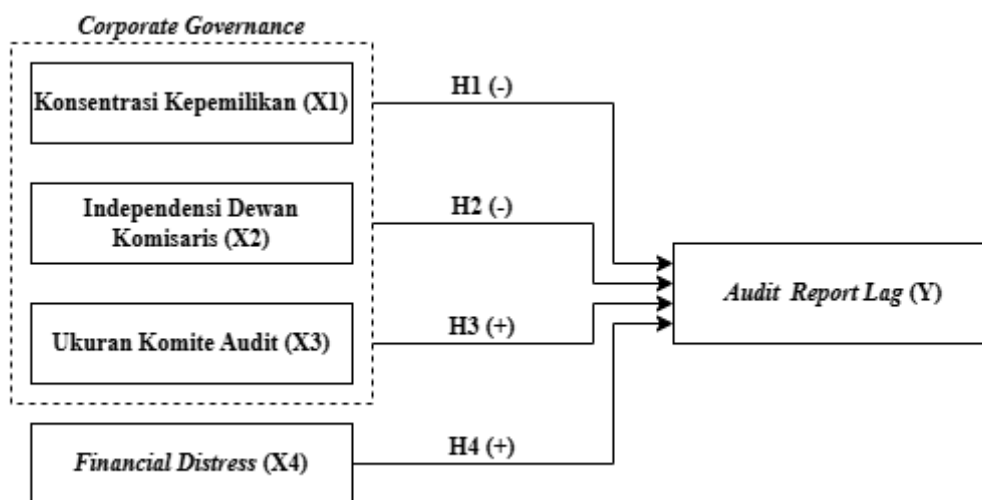 Corporate Governance
Konsentrasi Kepemilikan (X1)
H1 (-)
Independensi Dewan
Komisaris (X2)
H2 (-)
Audit Report Lag (Y)
Ukuran Komite Audit (X3)
H3 (+)
Financial Distress (X4)
H4 (+)